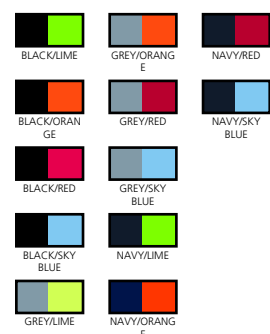 BLACK/LIME
GREY/ORANG
E
NAVY/RED
BLACK/ORAN
GE
GREY/RED
NAVY/SKY
BLUE
BLACK/RED
GREY/SKY
BLUE
BLACK/SKY
BLUE
NAVY/LIME
GREY/LIME
NAVY/ORANG
E